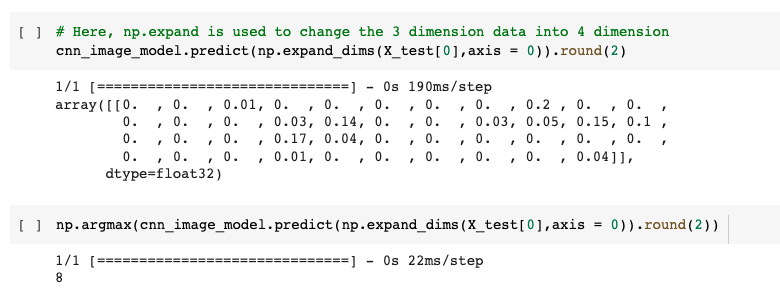 [ ] # Here, np.expand is used to change the 3 dimension data into 4 dimension
cnn_image_model.predict(np.expand_dims(X_test[0],axis = 0)).round(2)
1/1 [==============================] - 0s 190ms/step
array([[0.  , 0.  , 0.01, 0.  , 0.  , 0.  , 0.  , 0.  , 0.2 , 0.  , 0.  ,
0.  , 0.  , 0.  , 0.03, 0.14, 0.  , 0.  , 0.03, 0.05, 0.15, 0.1 ,
0.  , 0.  , 0.  , 0.17, 0.04, 0.  , 0.  , 0.  , 0.  , 0.  , 0.  ,
0.  , 0.  , 0.  , 0.01, 0.  , 0.  , 0.  , 0.  , 0.  , 0.04]],
dtype=float32)
[ ] np.argmax(cnn_image_model.predict(np.expand_dims(X_test[0],axis = 0)).round(2))
1/1 [==============================] - 0s 22ms/step
8